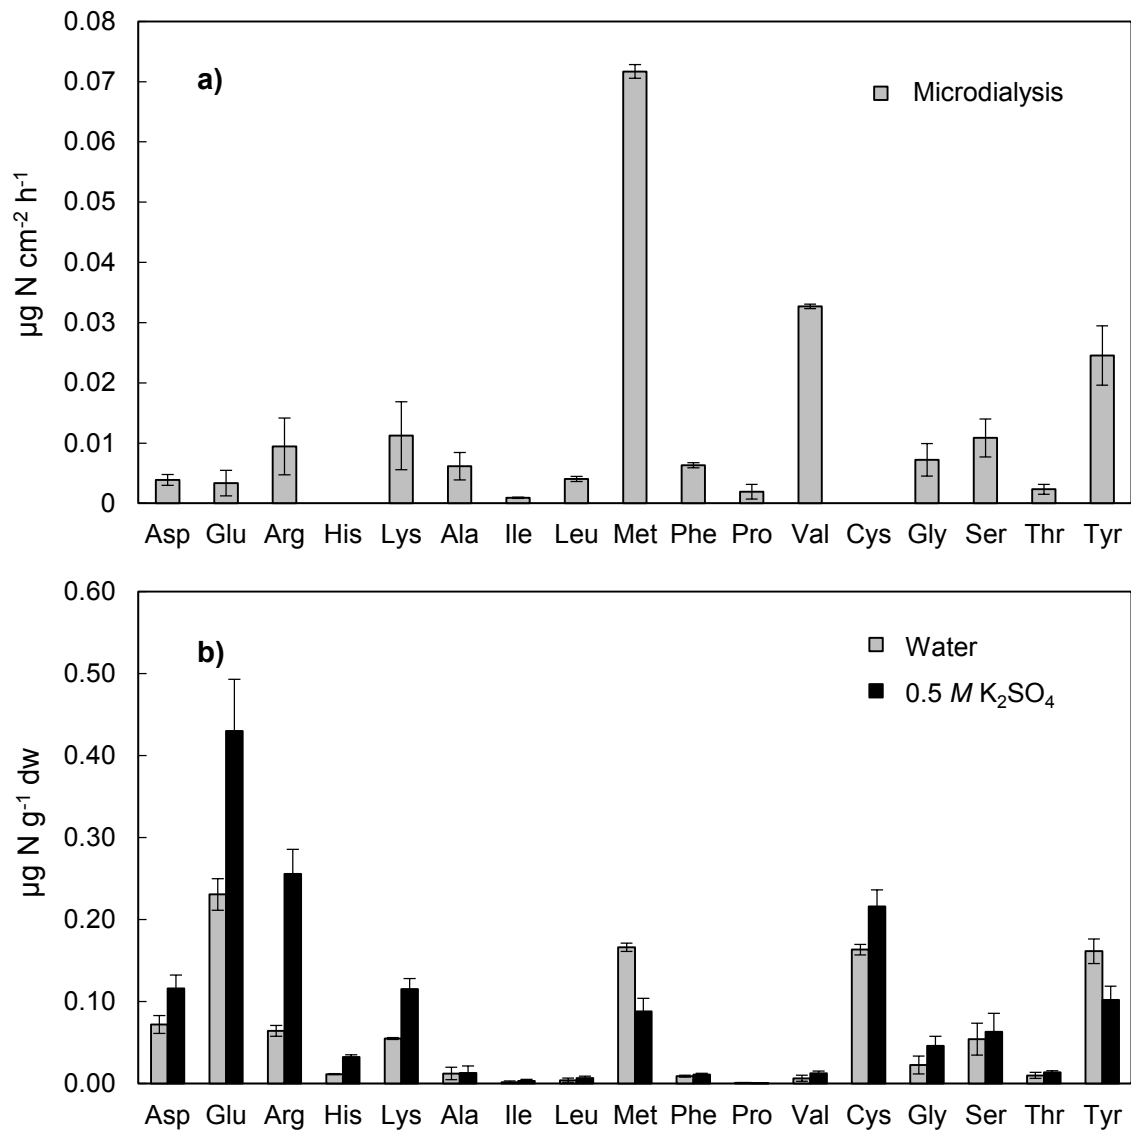 a)
Microdialysis
µg N cm-2 h-1
0.08
0.07
0.06
0.05
0.04
0.03
0.02
0.01
0
Asp Glu Arg His Lys Ala Ile Leu Met Phe Pro Val Cys Gly Ser Thr Tyr
b)
Water
0.5 M K2SO4
µg N g-1 dw
0.60
0.50
0.40
0.30
0.20
0.10
0.00
Asp Glu Arg His Lys Ala Ile Leu Met Phe Pro Val Cys Gly Ser Thr Tyr